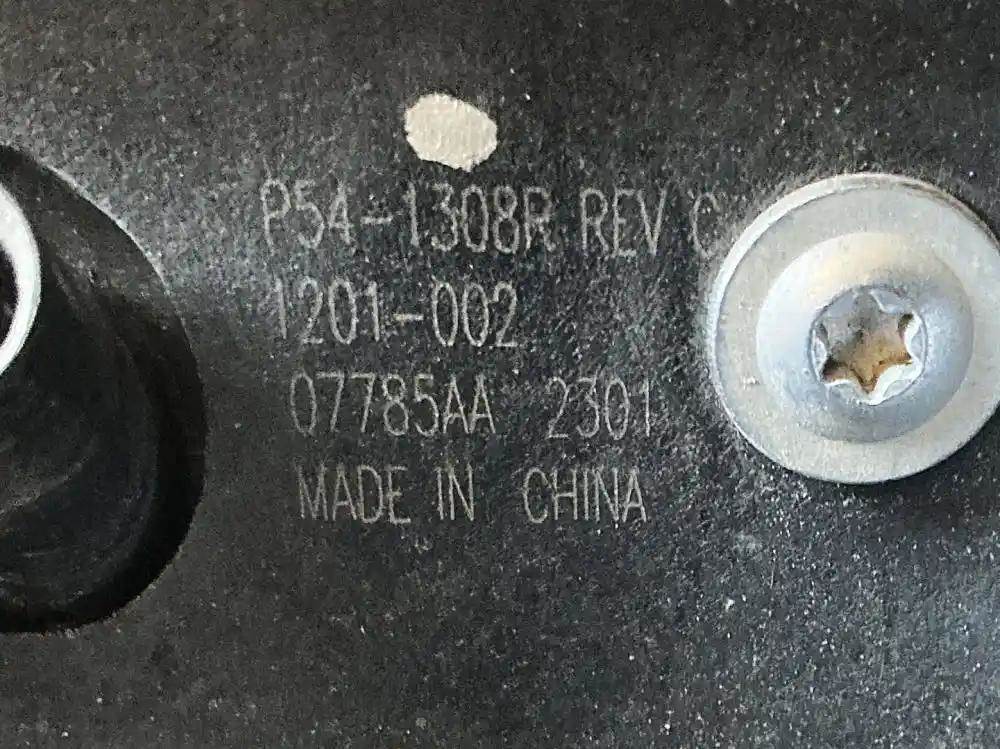 P54-1308R REV C
1201-002
07785AA 2301
MADE IN CHINA